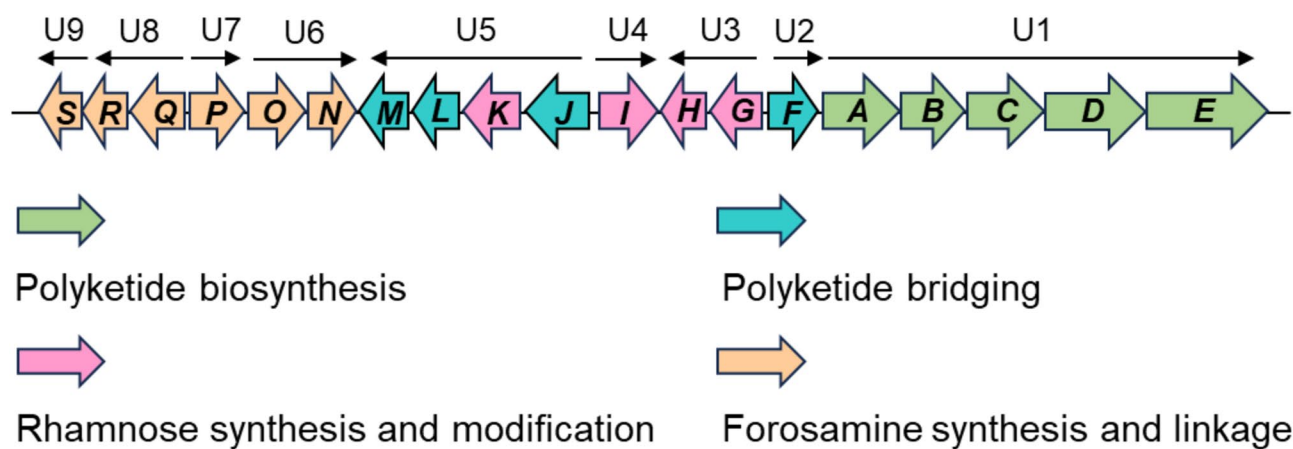 U9 U8 U7 U6 U5 U4 U3 U2 U1
S R Q P O N M L K J I H G F A B C D E
Polyketide biosynthesis Polyketide bridging
Rhamnose synthesis and modification Forosamine synthesis and linkage